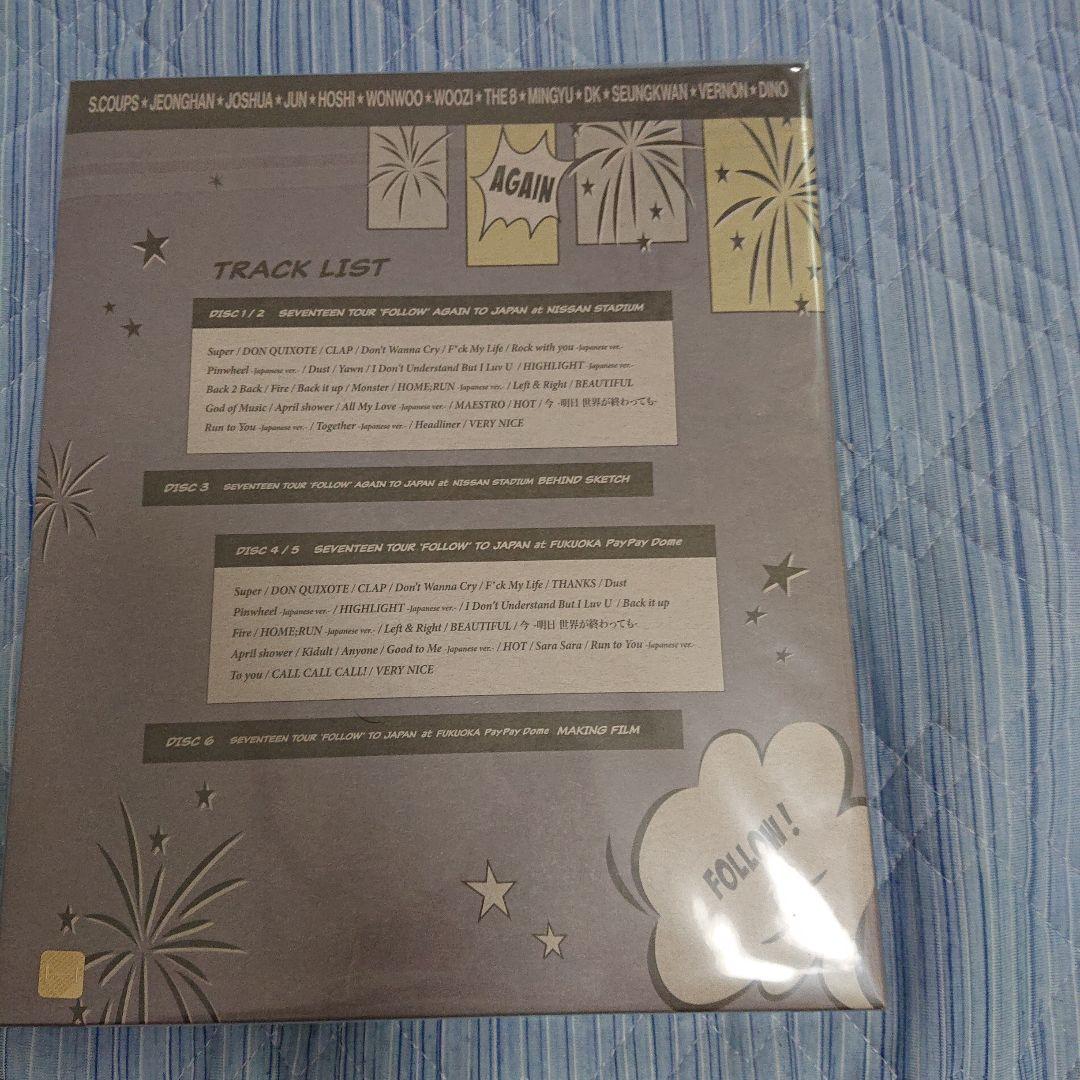 S.COUPS★JEONGHAN★JOSHUA★JUN★HOSHI★WONWOO★WOOZI★THE 8★MINGYU★DK★SEUNGKWAN★VERNON★DINO
AGAIN
TRACK LIST
DISC 1 / 2 SEVENTEEN TOUR 'FOLLOW' AGAIN TO JAPAN at NISSAN STADIUM
Super / DON QUIXOTE / CLAP / Don't Wanna Cry / F*ck My Life / Rock with you -Japanese ver.-
Pinwheel -Japanese ver.- / Dust / Yawn / I Don't Understand But I Luv U / HIGHLIGHT -Japanese ver.-
Back 2 Back / Fire / Back it up / Monster / HOME;RUN -Japanese ver.- / Left & Right / BEAUTIFUL
God of Music / April shower / All My Love -Japanese ver.- / MAESTRO / HOT / 今 -明日 世界が終わっても-
Run to You -Japanese ver.- / Together -Japanese ver.- / Headliner / VERY NICE
DISC 3 SEVENTEEN TOUR 'FOLLOW' AGAIN TO JAPAN at NISSAN STADIUM BEHIND SKETCH
DISC 4 / 5 SEVENTEEN TOUR 'FOLLOW' TO JAPAN at FUKUOKA PayPay Dome
Super / DON QUIXOTE / CLAP / Don't Wanna Cry / F*ck My Life / THANKS / Dust
Pinwheel -Japanese ver.- / HIGHLIGHT -Japanese ver.- / I Don't Understand But I Luv U / Back it up
Fire / HOME;RUN -Japanese ver.- / Left & Right / BEAUTIFUL / 今 -明日 世界が終わっても-
April shower / Kidult / Anyone / Good to Me -Japanese ver.- / HOT / Sara Sara / Run to You -Japanese ver.-
To you / CALL CALL CALL! / VERY NICE
DISC 6 SEVENTEEN TOUR 'FOLLOW' TO JAPAN at FUKUOKA PayPay Dome MAKING FILM
FOLLOW!